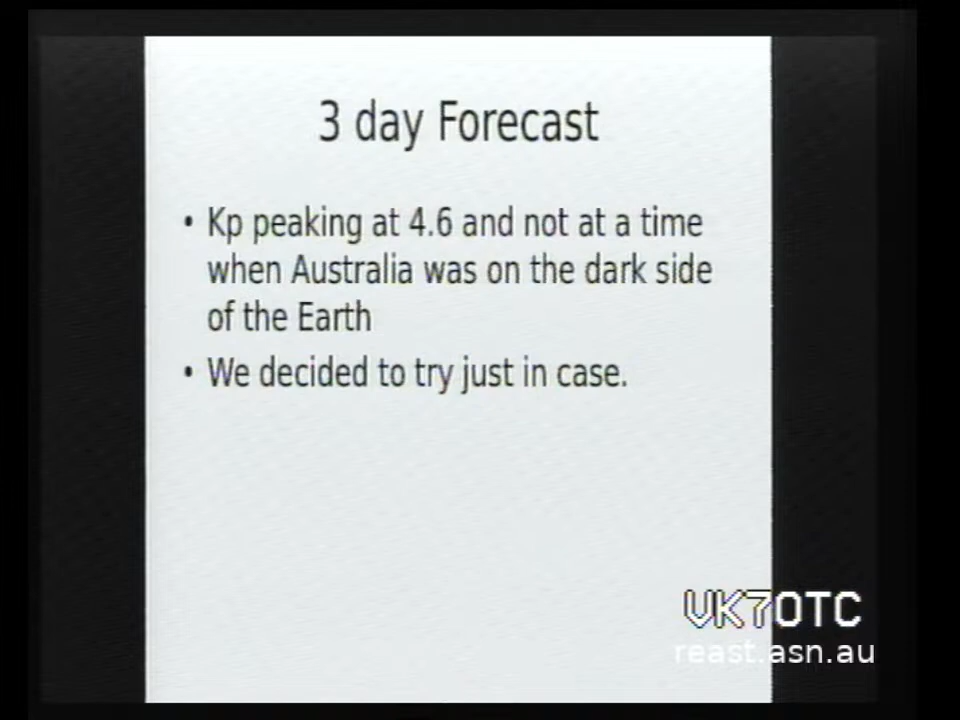 3 day Forecast
• Kp peaking at 4.6 and not at a time
when Australia was on the dark side
of the Earth
• We decided to try just in case.
VK7OTC
reast.asn.au